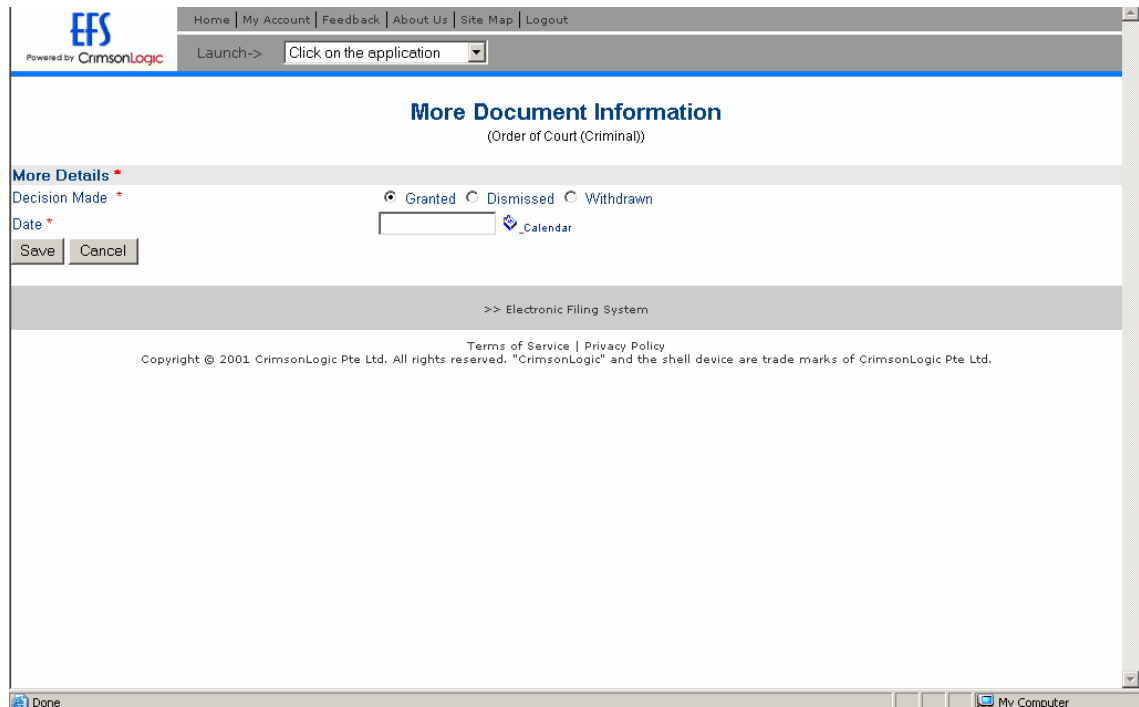 EFS
Powered by CrimsonLogic
Home | My Account | Feedback | About Us | Site Map | Logout
Launch-> Click on the application
More Document Information
(Order of Court (Criminal))
More Details *
Decision Made * Granted Dismissed Withdrawn
Date * _Calendar
Save Cancel
>> Electronic Filing System
Terms of Service | Privacy Policy
Copyright @ 2001 CrimsonLogic Pte Ltd. All rights reserved. "CrimsonLogic" and the shell device are trade marks of CrimsonLogic Pte Ltd.
Done My Computer